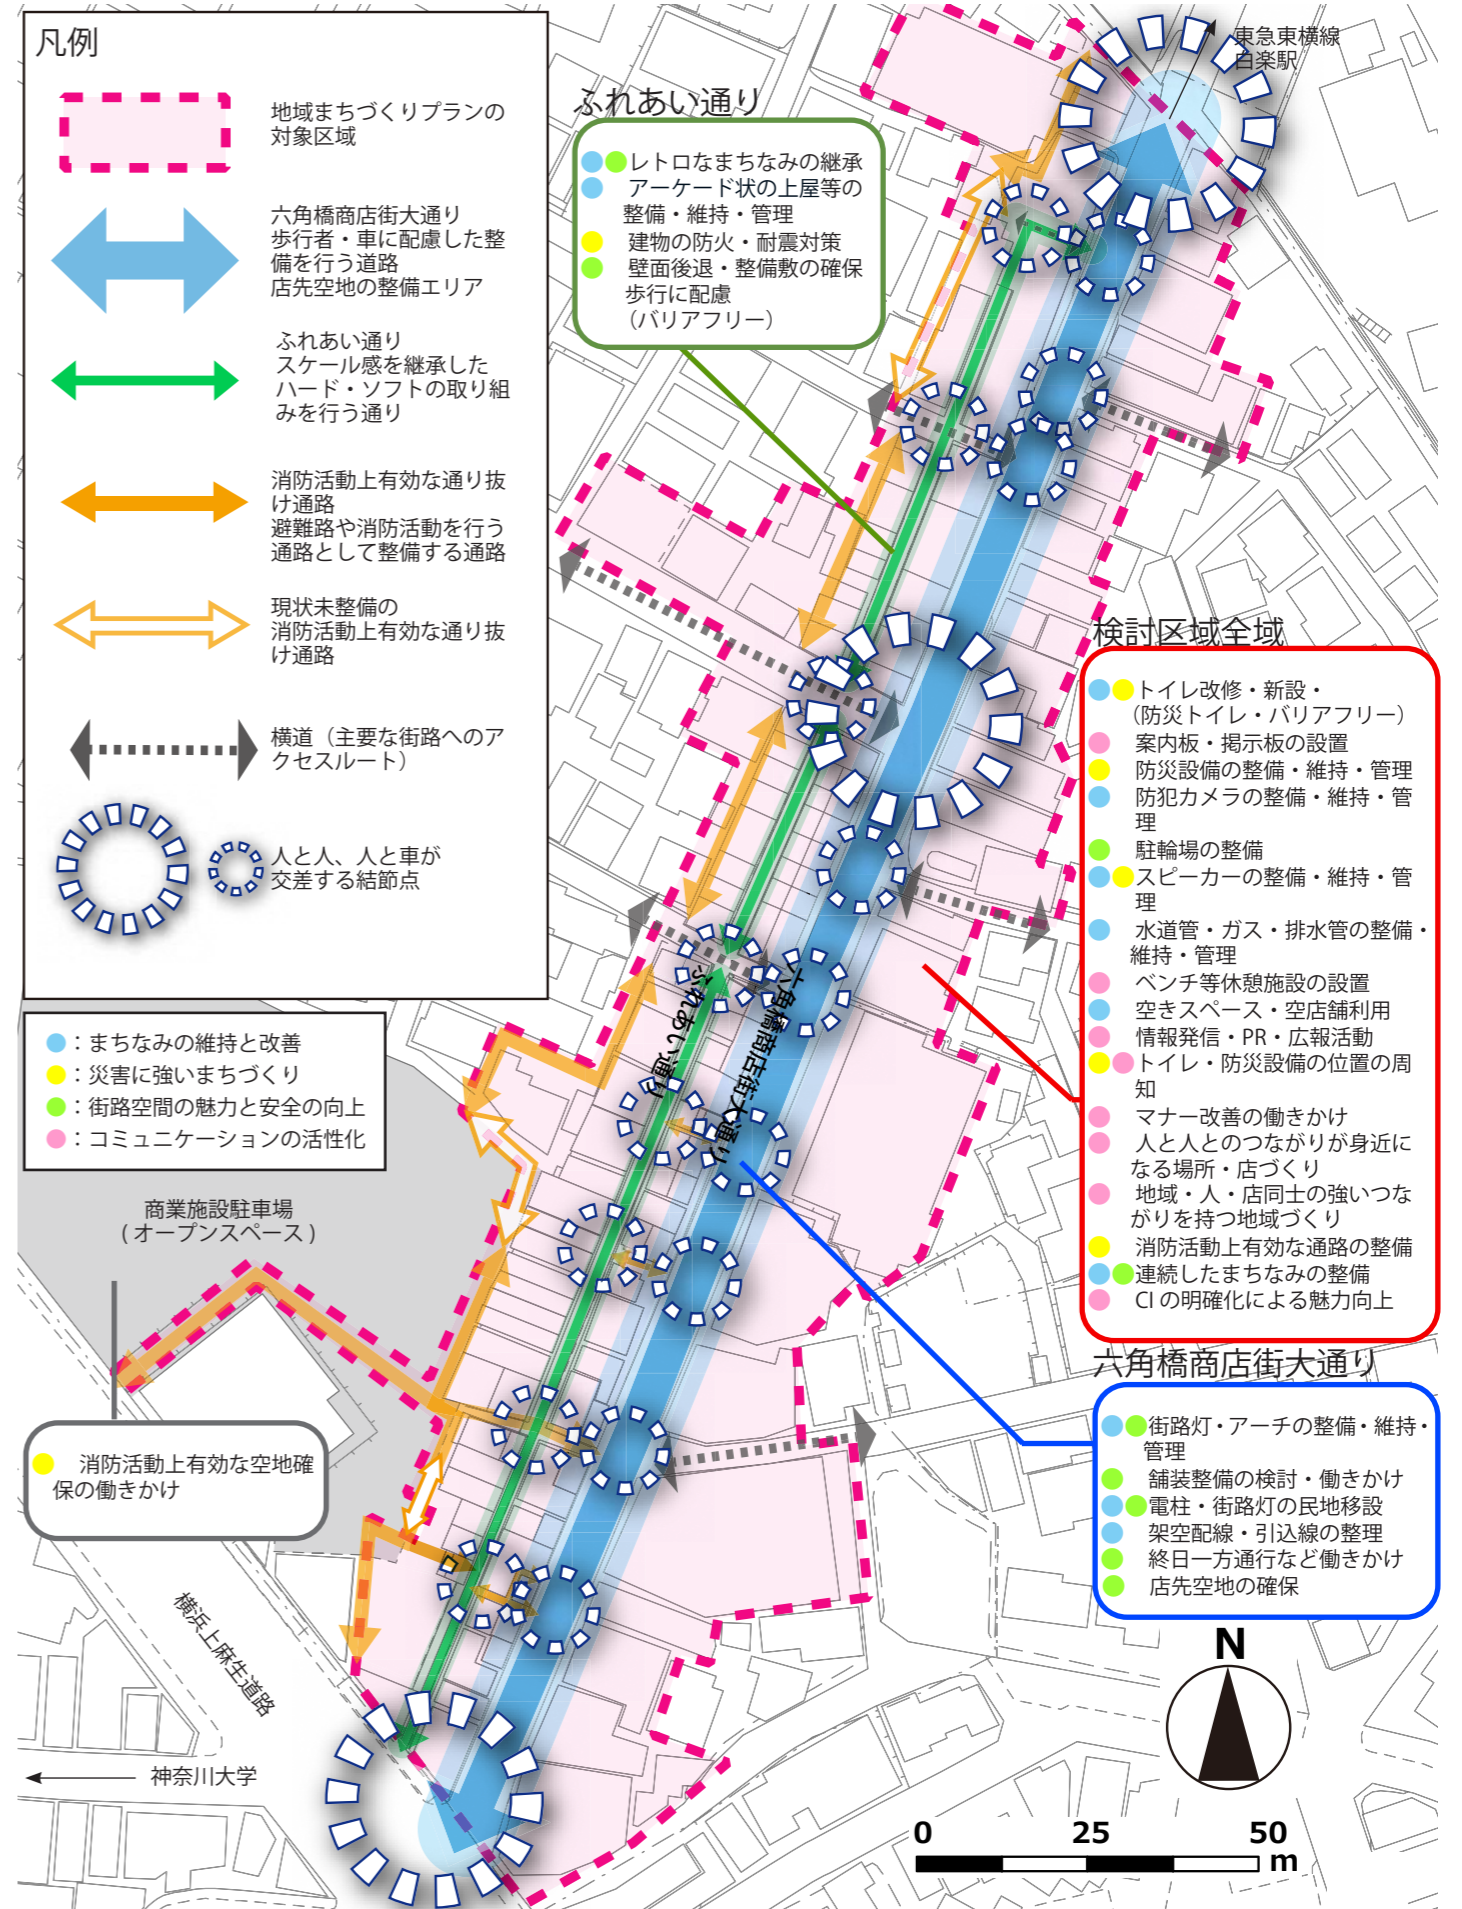 凡例
地域まちづくりプランの
対象区域
六角橋商店街大通り
歩行者・車に配慮した整
備を行う道路
店先空地の整備エリア
ふれあい通り
スケール感を継承した
ハード・ソフトの取り組
みを行う通り
消防活動上有効な通り抜
け通路
避難路や消防活動を行う
通路として整備する通路
現状未整備の
消防活動上有効な通り抜
け通路
横道（主要な街路へのア
クセスルート）
人と人、人と車が
交差する結節点
：まちなみの維持と改善
：災害に強いまちづくり
：街路空間の魅力と安全の向上
：コミュニケーションの活性化
商業施設駐車場
(オープンスペース)
消防活動上有効な空地確
保の働きかけ
横浜上麻生道路
神奈川大学
東急東横線
白楽駅
ふれあい通り
レトロなまちなみの継承
アーケード状の上屋等の
整備・維持・管理
建物の防火・耐震対策
壁面後退・整備敷の確保
歩行に配慮
（バリアフリー）
ふれあい通り
六角橋商店街大通り
検討区域全域
トイレ改修・新設・
（防災トイレ・バリアフリー）
案内板・掲示板の設置
防災設備の整備・維持・管理
防犯カメラの整備・維持・管
理
駐輪場の整備
スピーカーの整備・維持・管
理
水道管・ガス・排水管の整備・
維持・管理
ベンチ等休憩施設の設置
空きスペース・空店舗利用
情報発信・PR・広報活動
トイレ・防災設備の位置の周
知
マナー改善の働きかけ
人と人とのつながりが身近に
なる場所・店づくり
地域・人・店同士の強いつな
がりを持つ地域づくり
消防活動上有効な通路の整備
連続したまちなみの整備
CIの明確化による魅力向上
六角橋商店街大通り
街路灯・アーチの整備・維持・
管理
舗装整備の検討・働きかけ
電柱・街路灯の民地移設
架空配線・引込線の整理
終日一方通行など働きかけ
店先空地の確保
N
0 25 50
m